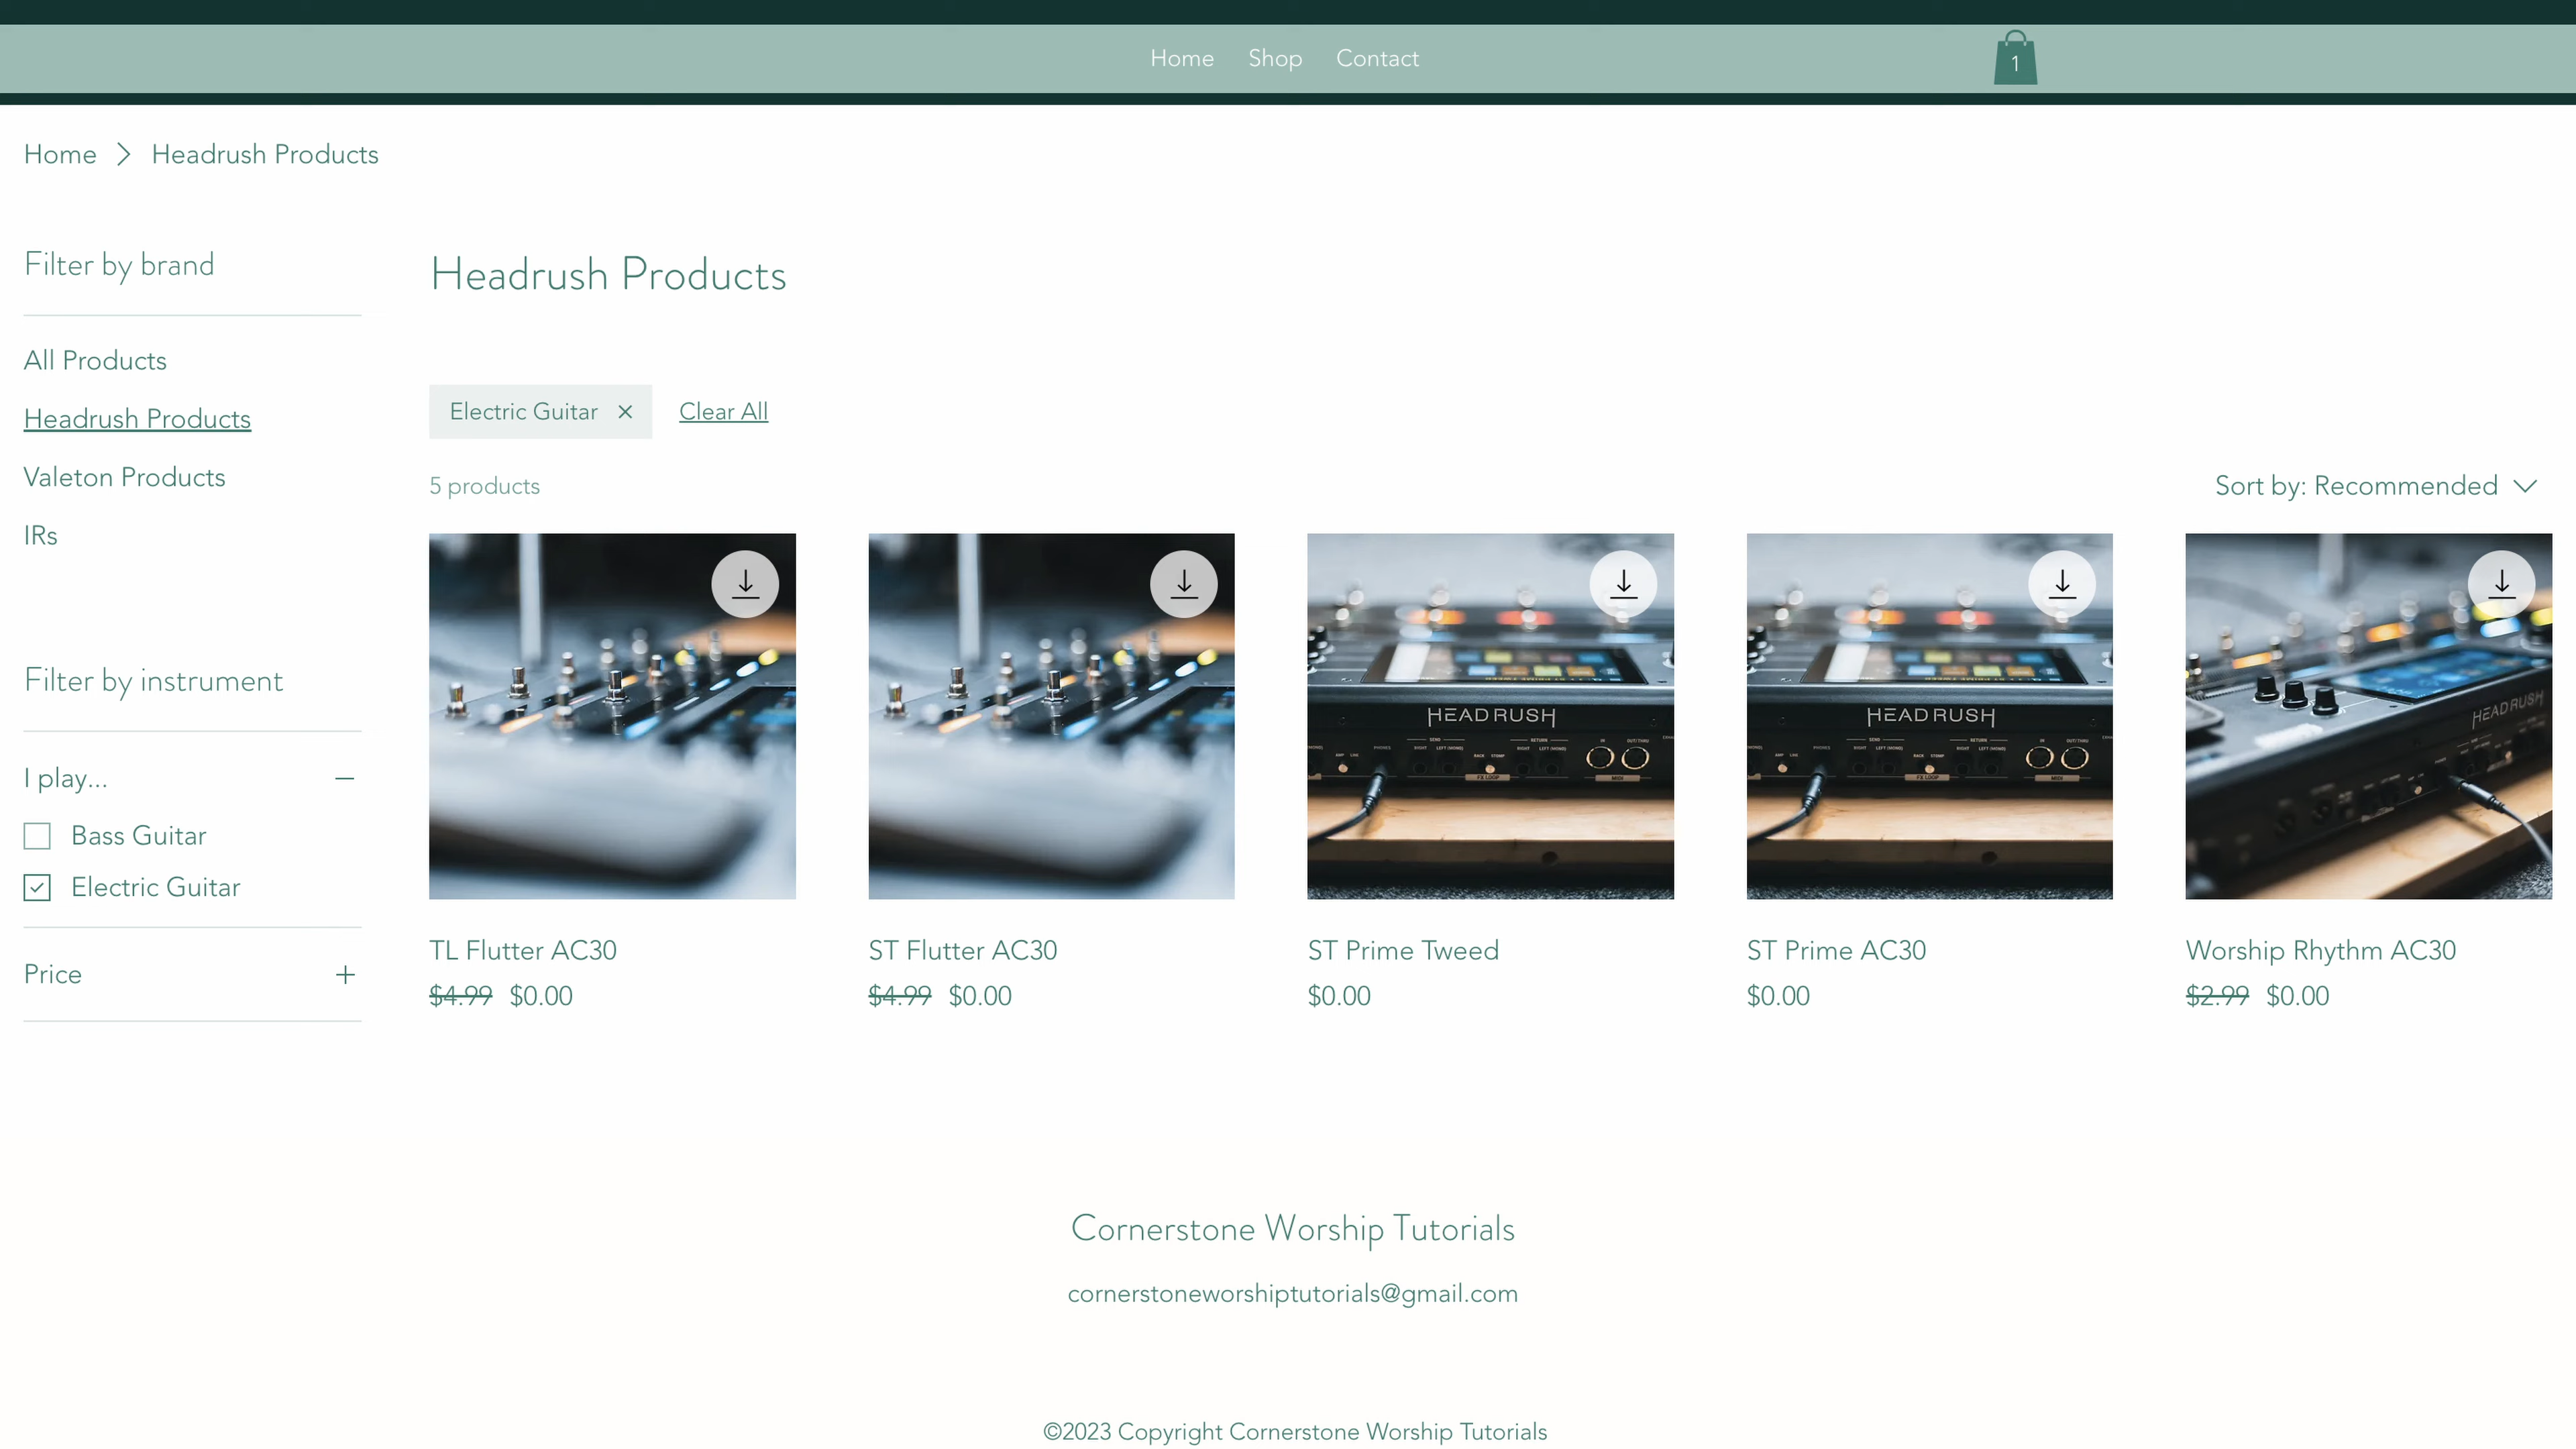 Home Shop Contact
1
Home Headrush Products
Filter by brand
All Products
Headrush Products
Valeton Products
IRs
Filter by instrument
I play...
Bass Guitar
Electric Guitar
Price
Headrush Products
Electric Guitar Clear All
5 products
Sort by: Recommended
HEADRUSH
HEADRUSH
HEADRUSH
TL Flutter AC30
$4.99 $0.00
ST Flutter AC30
$4.99 $0.00
ST Prime Tweed
$0.00
ST Prime AC30
$0.00
Worship Rhythm AC30
$2.99 $0.00
Cornerstone Worship Tutorials
cornerstoneworshiptutorials@gmail.com
©2023 Copyright Cornerstone Worship Tutorials